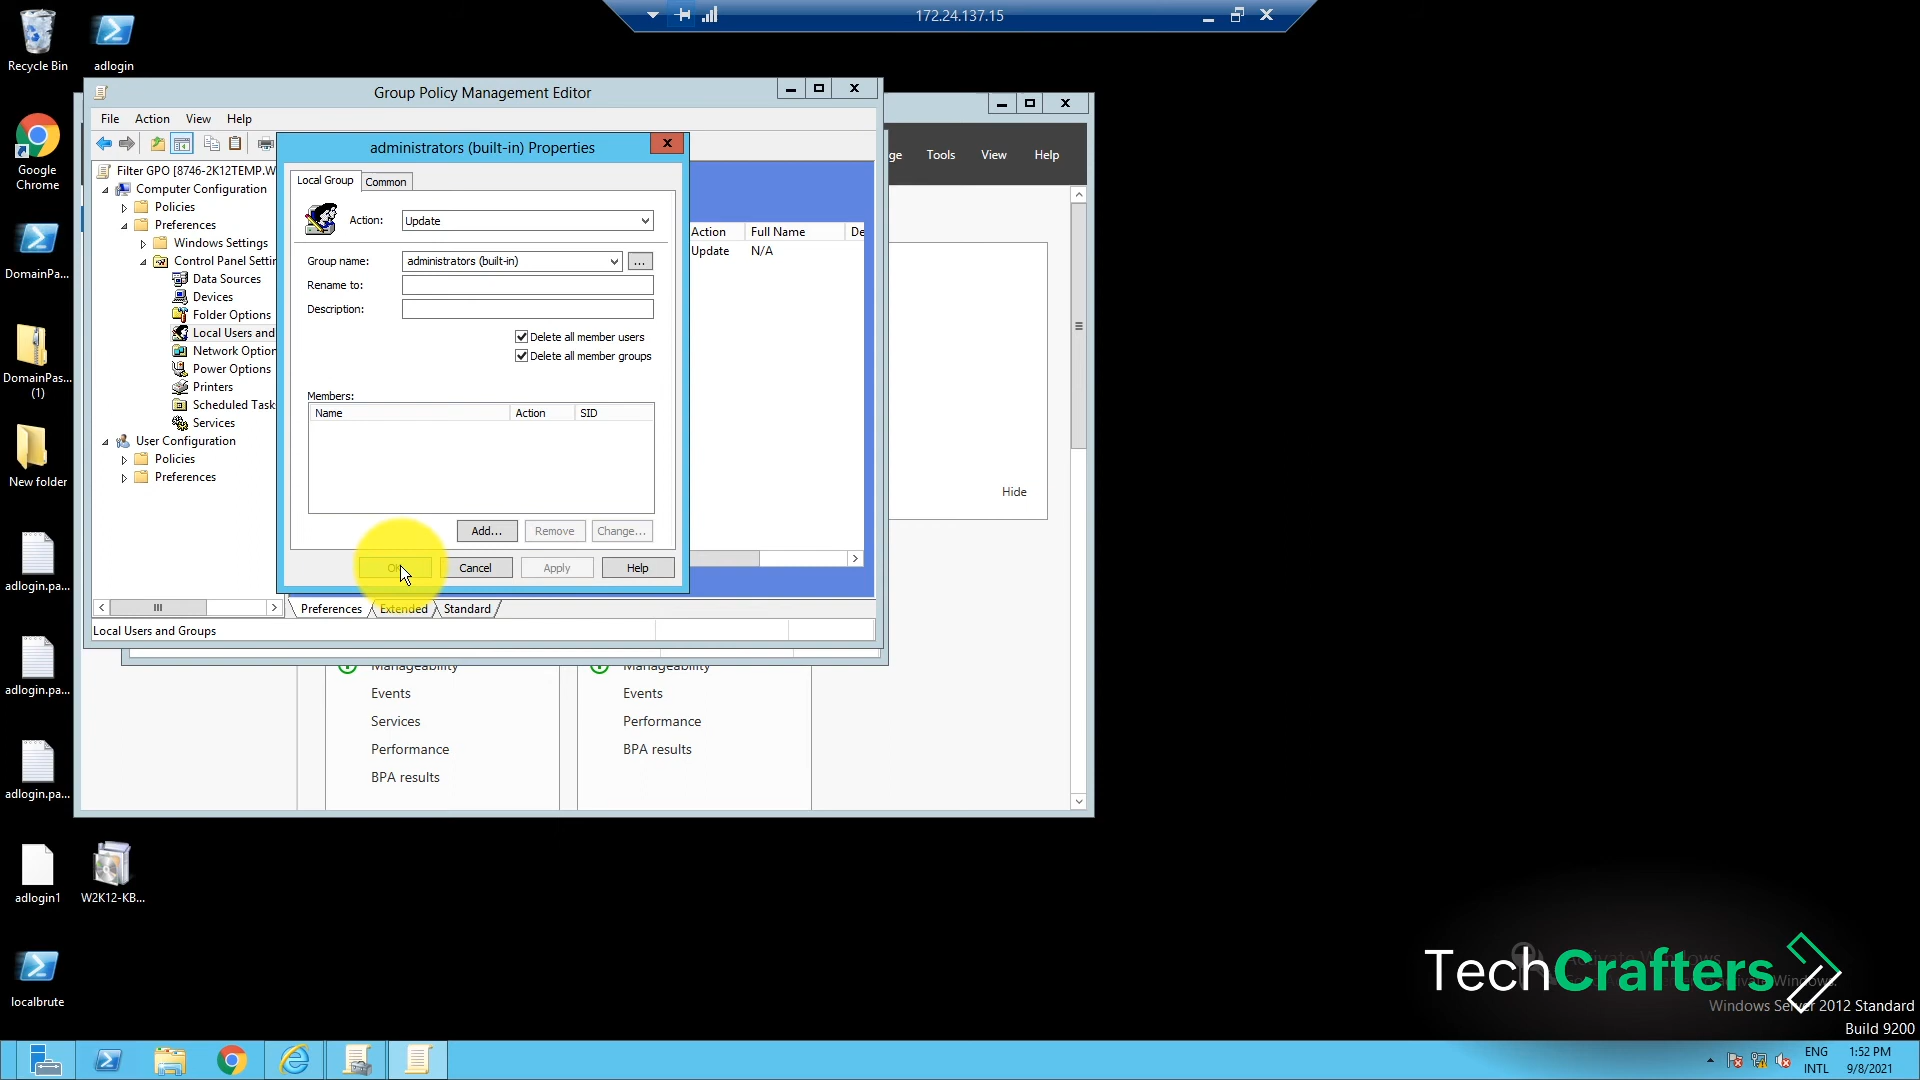 172.24.137.15
Recycle Bin
adlogin
Google Chrome
DomainPa...
DomainPas... (1)
New folder
adlogin.pa...
adlogin.pa...
adlogin.pa...
adlogin1
W2K12-KB...
localbrute
Group Policy Management Editor
File Action View Help
Filter GPO [8746-2K12TEMP.W
Computer Configuration
Policies
Preferences
Windows Settings
Control Panel Settin
Data Sources
Devices
Folder Options
Local Users and
Network Option
Power Options
Printers
Scheduled Task
Services
User Configuration
Policies
Preferences
administrators (built-in) Properties
Local Group Common
Action: Update
Group name: administrators (built-in) ...
Rename to:
Description:
Delete all member users
Delete all member groups
Members:
Name Action SID
Add... Remove Change...
OK Cancel Apply Help
Action Full Name De
Update N/A
Preferences Extended Standard
Local Users and Groups
ge Tools View Help
Hide
Manageability
Events
Services
Performance
BPA results
Manageability
Events
Performance
BPA results
TechCrafters
Windows Server 2012 Standard
Build 9200
ENG
INTL
1:52 PM
9/8/2021